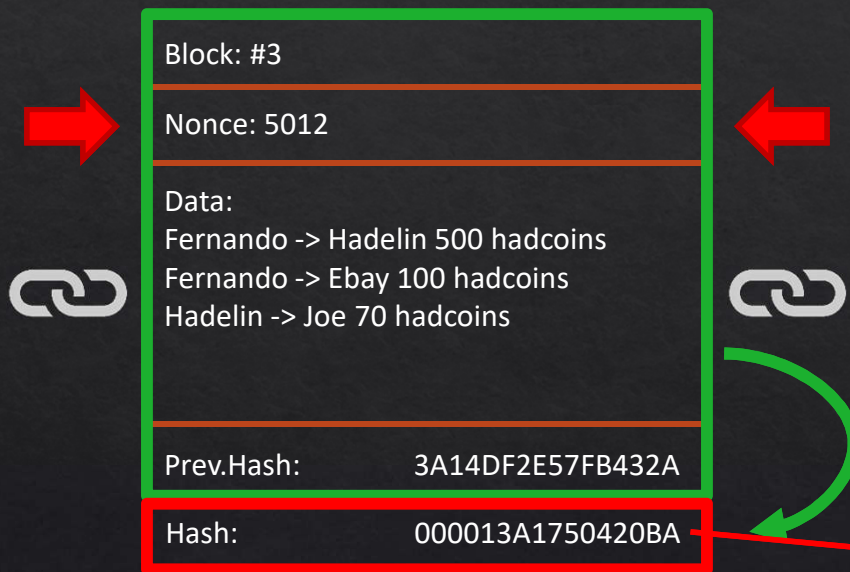 Block: #3
Nonce: 5012
Data:
Fernando -> Hadelin 500 hadcoins
Fernando -> Ebay 100 hadcoins
Hadelin -> Joe 70 hadcoins
Prev.Hash: 3A14DF2E57FB432A
Hash: 000013A1750420BA